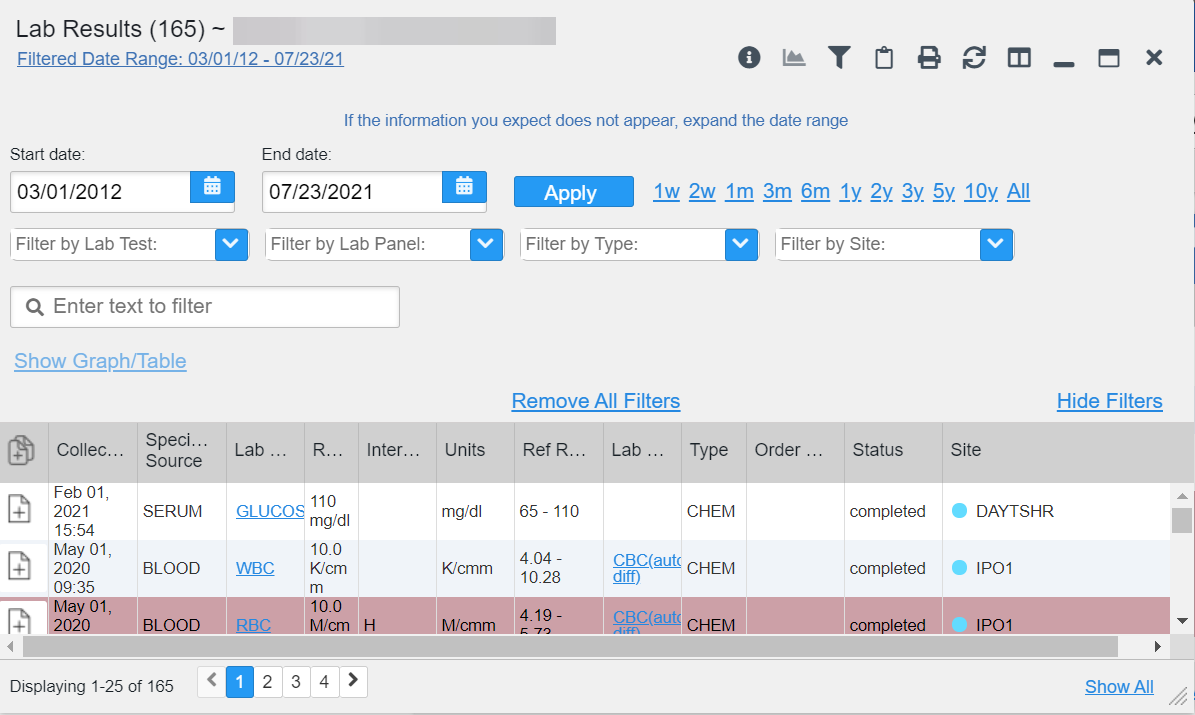 Lab Results (165) ~
Filtered Date Range: 03/01/12 - 07/23/21
If the information you expect does not appear, expand the date range
Start date: End date:
03/01/2012 07/23/2021 Apply 1w 2w 1m 3m 6m 1y 2y 3y 5y 10y All
Filter by Lab Test: Filter by Lab Panel: Filter by Type: Filter by Site:
Enter text to filter
Show Graph/Table
Remove All Filters Hide Filters
Collec... Speci... Source Lab ... R... Inter... Units Ref R... Lab ... Type Order ... Status Site
Feb 01, 2021 15:54 SERUM GLUCOS 110 mg/dl mg/dl 65 - 110 CHEM completed DAYTSHR
May 01, 2020 09:35 BLOOD WBC 10.0 K/cm m K/cmm 4.04 - 10.28 CBC(auto diff) CHEM completed IPO1
May 01, 2020 BLOOD RBC 10.0 M/cm H M/cmm 4.19 - 5.73 CBC(auto diff) CHEM completed IPO1
Displaying 1-25 of 165 < 1 2 3 4 > Show All